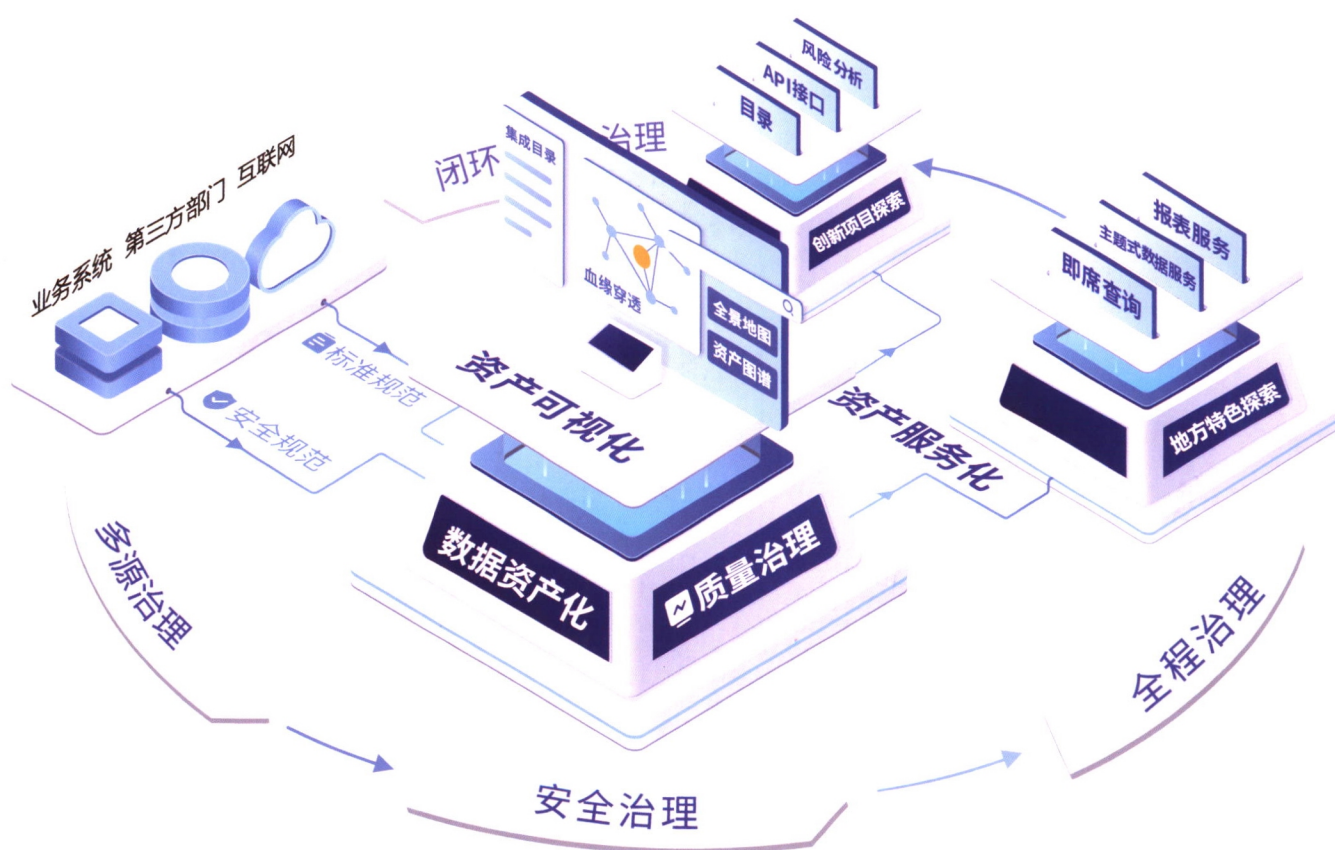 风险分析
API接口
目录
创新项目探索
闭环
治理
集成目录
血缘穿透
全景地图
资产图谱
互联网
第三方部门
业务系统
标准规范
安全规范
资产可视化
数据资产化
质量治理
资产服务化
报表服务
主题式数据服务
即席查询
地方特色探索
多源治理
安全治理
全程治理